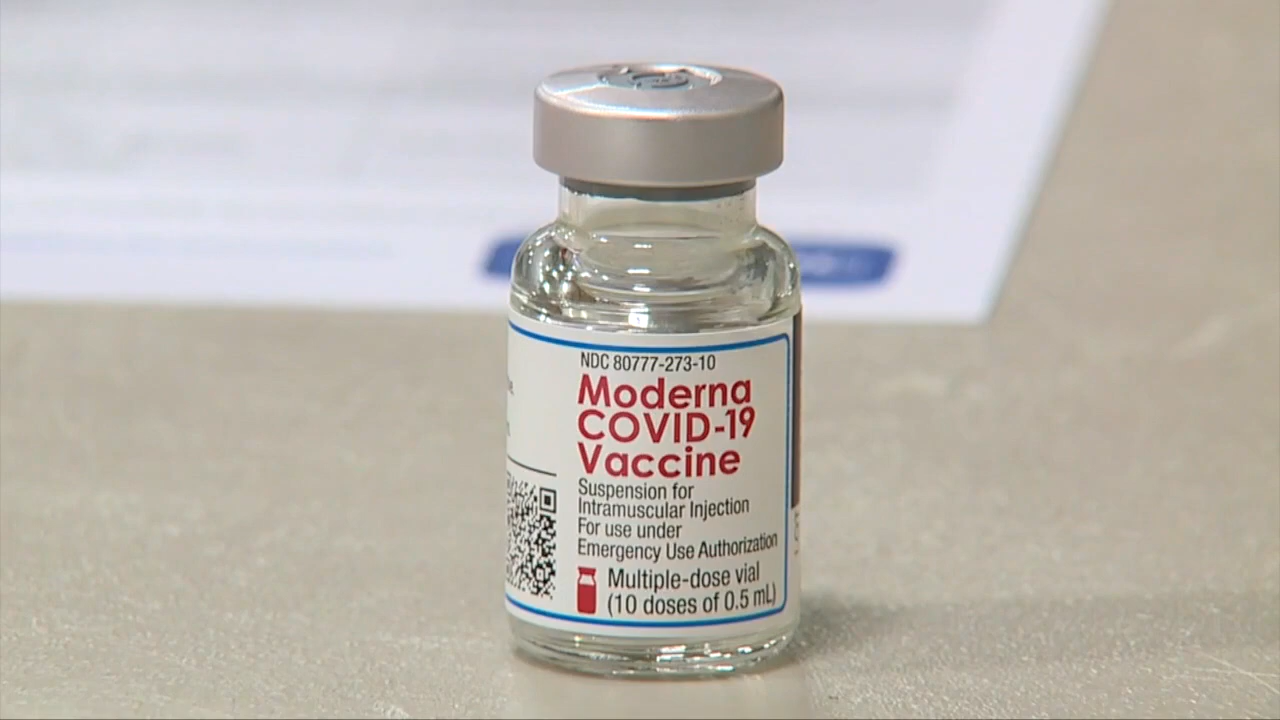 NDC 80777-273-10
Moderna
COVID-19
Vaccine
Suspension for
Intramuscular Injection
For use under
Emergency Use Authorization
Multiple-dose vial
(10 doses of 0.5 mL)